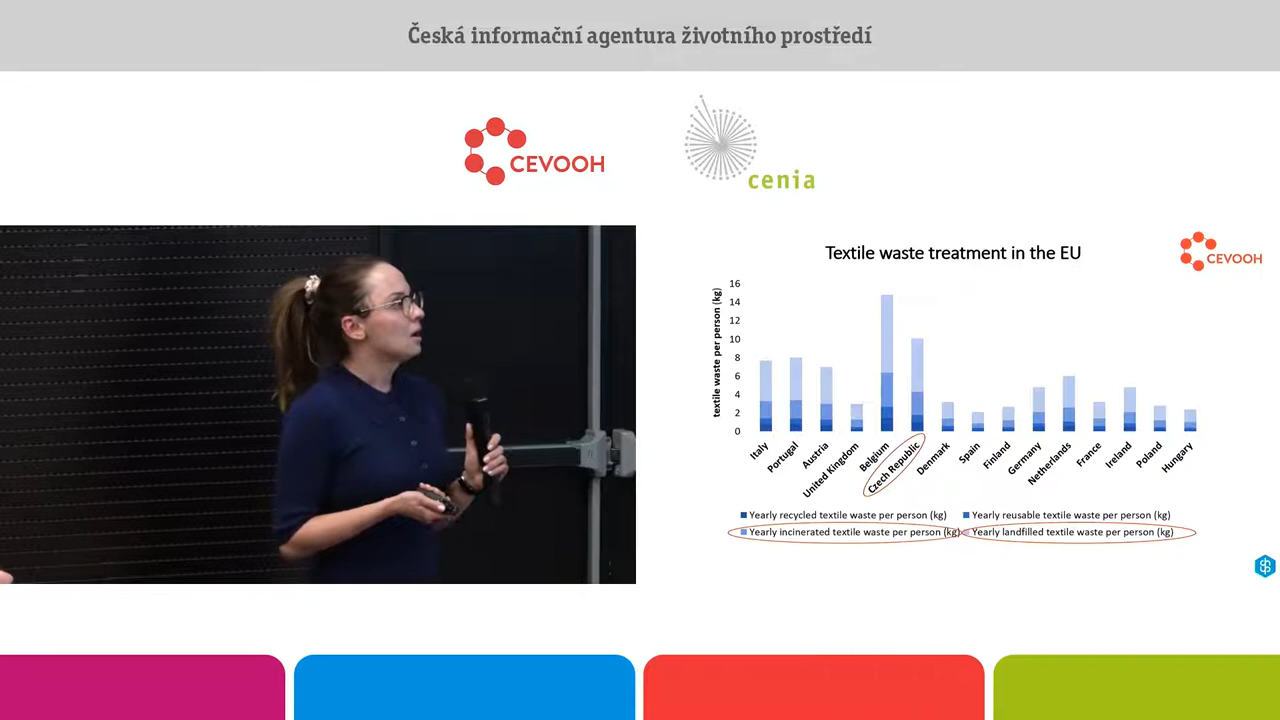 Česká informační agentura životního prostředí
CEVOOH
cenia
CEVOOH
Textile waste treatment in the EU
textile waste per person (kg)
16
14
12
10
8
6
4
2
0
Italy
Portugal
Austria
United Kingdom
Belgium
Czech Republic
Denmark
Spain
Finland
Germany
Netherlands
France
Ireland
Poland
Hungary
Yearly recycled textile waste per person (kg)
Yearly reusable textile waste per person (kg)
Yearly incinerated textile waste per person (kg)
Yearly landfilled textile waste per person (kg)